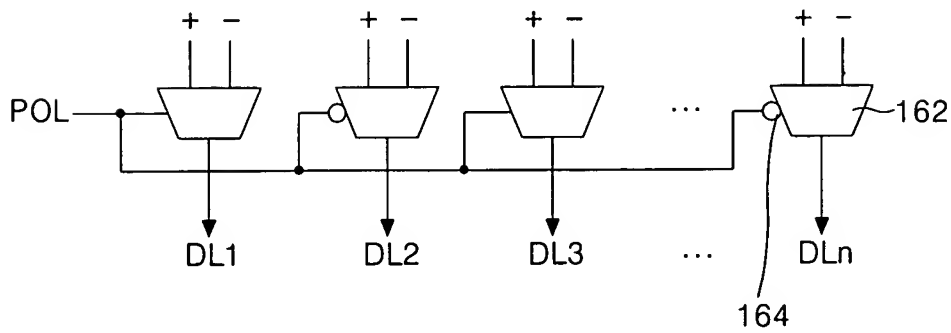 + − + − + − + −
POL ... 162
DL1 DL2 DL3 ... DLn
164